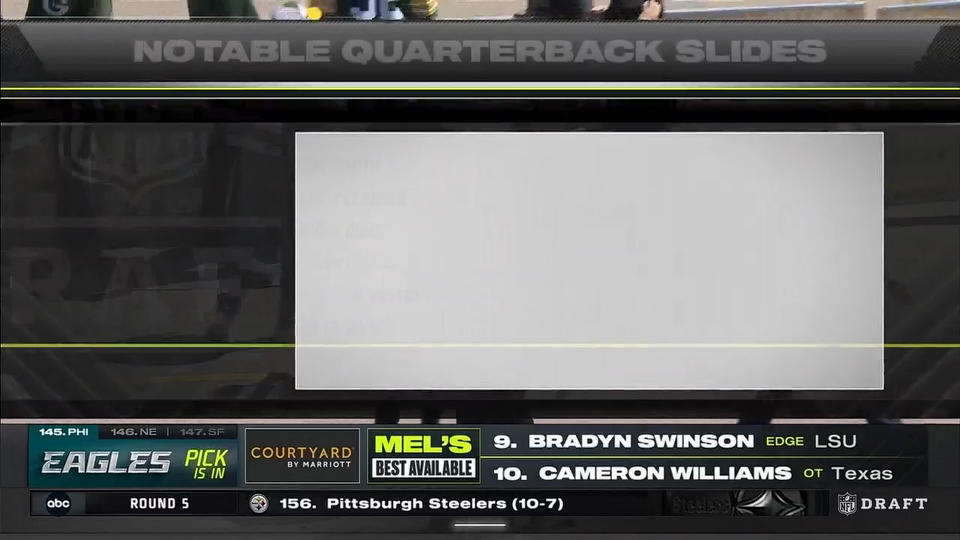 NOTABLE QUARTERBACK SLIDES
145. PHI 146. NE | 147. SF
EAGLES PICK IS IN
COURTYARD
BY MARRIOTT
MEL'S
BEST AVAILABLE
9. BRADYN SWINSON EDGE LSU
10. CAMERON WILLIAMS OT Texas
abc ROUND 5 156. Pittsburgh Steelers (10-7) Steelers NFL DRAFT